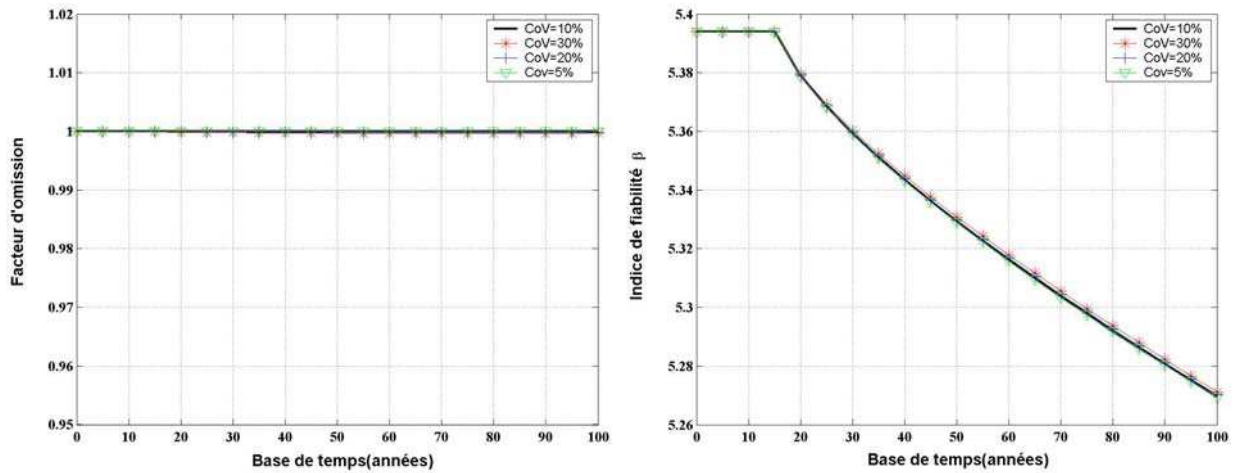 1.02
1.01
1
0.99
0.98
0.97
0.96
0.95
Facteur d'omission
0 10 20 30 40 50 60 70 80 90 100
Base de temps(années)
CoV=10%
CoV=30%
CoV=20%
Cov=5%
5.4
5.38
5.36
5.34
5.32
5.3
5.28
5.26
Indice de fiabilité β
0 10 20 30 40 50 60 70 80 90 100
Base de temps(années)
CoV=10%
CoV=30%
CoV=20%
Cov=5%